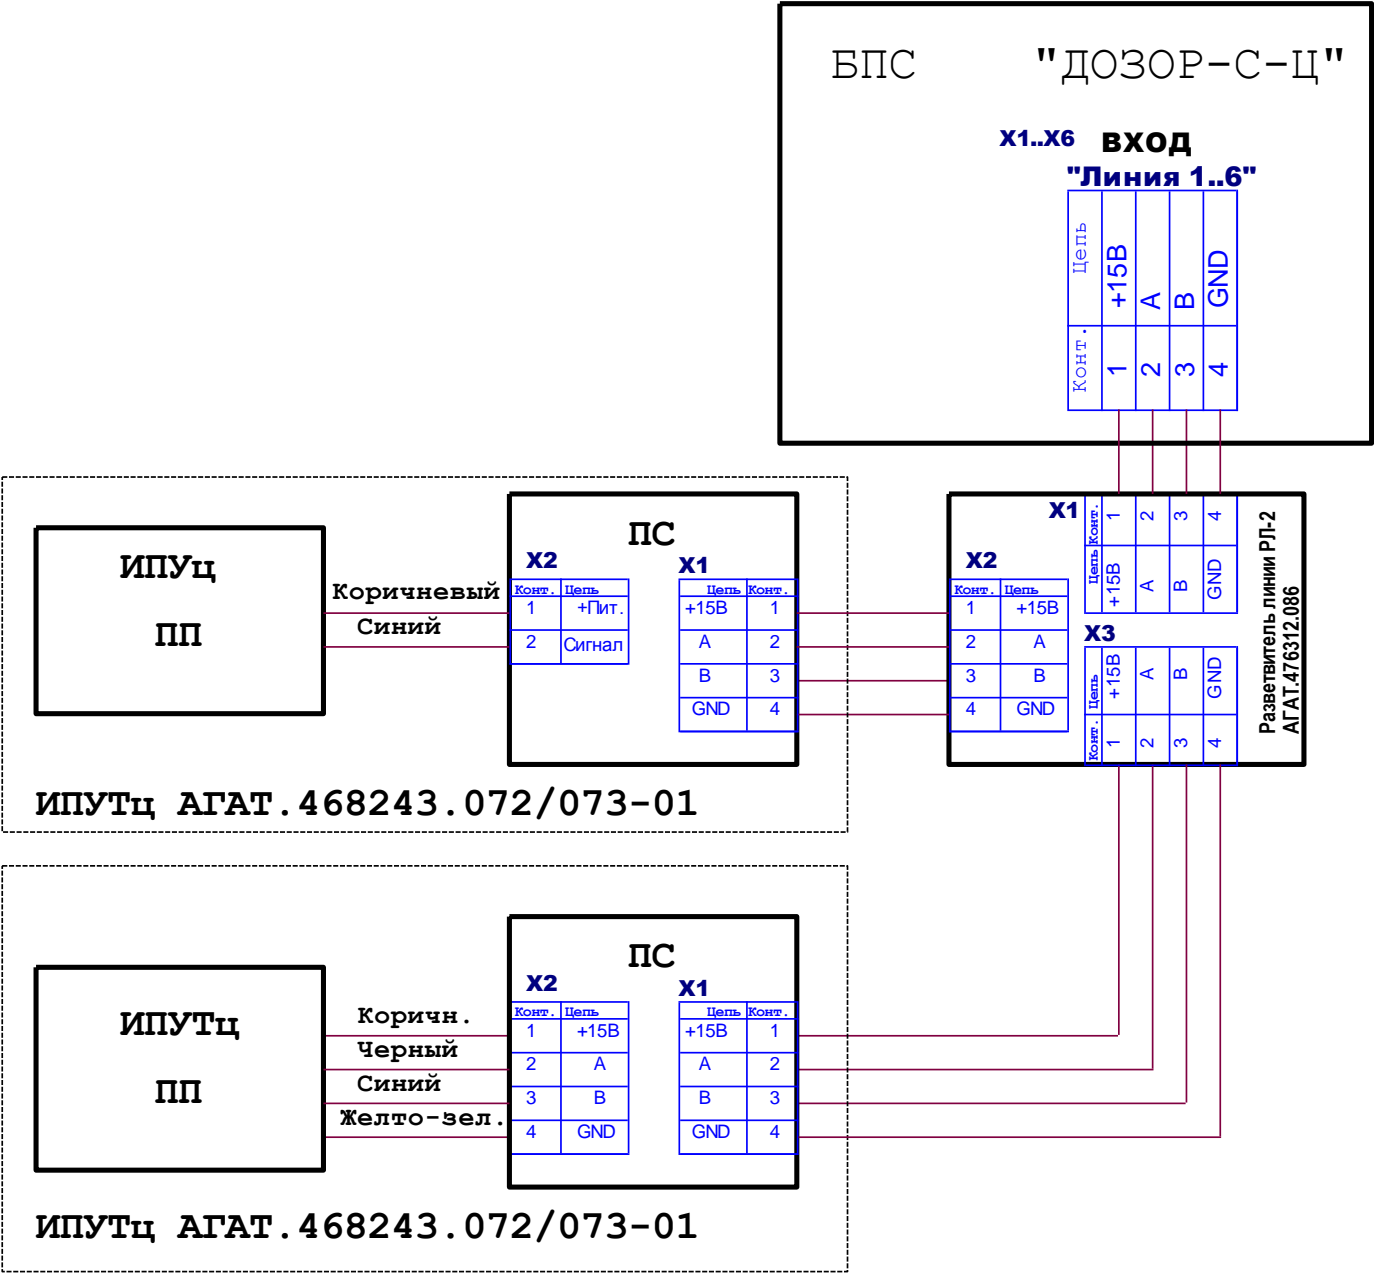 БПС "ДОЗОР-С-Ц"
X1..X6 ВХОД
"Линия 1..6"
Цепь +15В A B GND
Конт. 1 2 3 4
ИПУц
ПП
Коричневый
Синий
ПС
X2
Конт. Цепь
1 +Пит.
2 Сигнал
X1
Цепь Конт.
+15В 1
A 2
B 3
GND 4
ИПУТц АГАТ.468243.072/073-01
X2
Конт. Цепь
1 +15В
2 A
3 B
4 GND
X1
Конт. 1 2 3 4
Цепь +15В A B GND
X3
Цепь +15В A B GND
Конт. 1 2 3 4
Разветвитель линии РЛ-2
АГАТ.476312.086
ИПУТц
ПП
Коричн.
Черный
Синий
Желто-зел.
ПС
X2
Конт. Цепь
1 +15В
2 A
3 B
4 GND
X1
Цепь Конт.
+15В 1
A 2
B 3
GND 4
ИПУТц АГАТ.468243.072/073-01